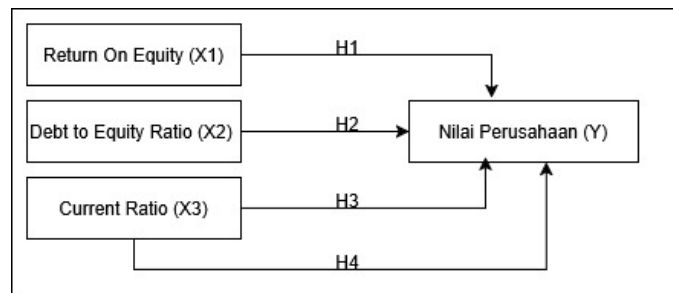 Return On Equity (X1)
H1
Debt to Equity Ratio (X2)
H2
Nilai Perusahaan (Y)
Current Ratio (X3)
H3
H4